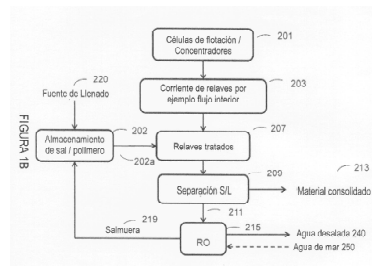 Células de flotación /
Concentradores
201
220
Corriente de relaves por
ejemplo flujo interior
203
Fuente de Llenado
207
FIGURA 1B
Almacenamiento
de sal / polímero
202
202a
Relaves tratados
213
209
Separación S/L
Material consolidado
211
Salmuera
219
215
RO
Agua desalada 240
Agua de mar 250